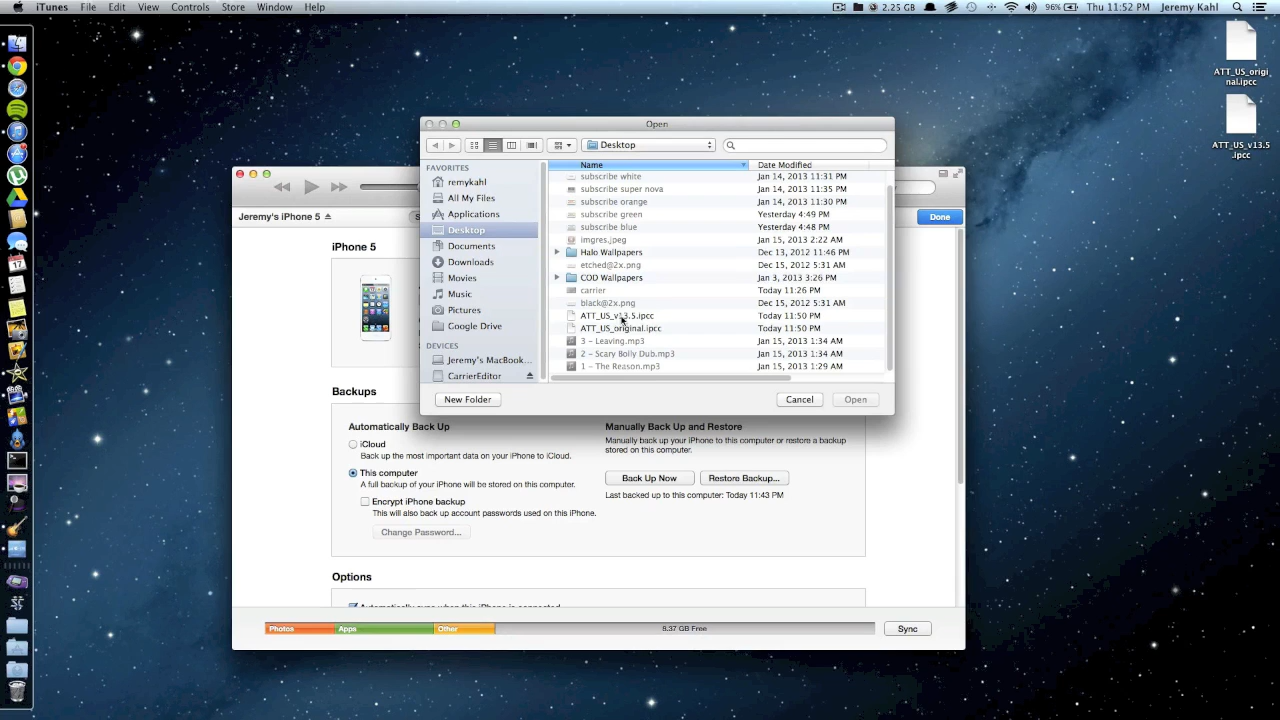 iTunes File Edit View Controls Store Window Help
2.25 GB 96% Thu 11:52 PM Jeremy Kahl
ATT_US_origi
nal.ipcc
ATT_US_v13.5
.ipcc
Open
Desktop
FAVORITES
remykahl
All My Files
Applications
Desktop
Documents
Downloads
Movies
Music
Pictures
Google Drive
DEVICES
Jeremy's MacBook...
CarrierEditor
Name Date Modified
subscribe white Jan 14, 2013 11:31 PM
subscribe super nova Jan 14, 2013 11:35 PM
subscribe orange Jan 14, 2013 11:30 PM
subscribe green Yesterday 4:49 PM
subscribe blue Yesterday 4:48 PM
imgres.jpeg Jan 15, 2013 2:22 AM
Halo Wallpapers Dec 13, 2012 11:46 PM
etched@2x.png Dec 15, 2012 5:31 AM
COD Wallpapers Jan 3, 2013 3:26 PM
carrier Today 11:26 PM
black@2x.png Dec 15, 2012 5:31 AM
ATT_US_v13.5.ipcc Today 11:50 PM
ATT_US_original.ipcc Today 11:50 PM
3 - Leaving.mp3 Jan 15, 2013 1:34 AM
2 - Scary Bolly Dub.mp3 Jan 15, 2013 1:34 AM
1 - The Reason.mp3 Jan 15, 2013 1:29 AM
New Folder Cancel Open
Jeremy's iPhone 5
Done
iPhone 5
Backups
Automatically Back Up
iCloud
Back up the most important data on your iPhone to iCloud.
This computer
A full backup of your iPhone will be stored on this computer.
Encrypt iPhone backup
This will also back up account passwords used on this iPhone.
Change Password...
Manually Back Up and Restore
Manually back up your iPhone to this computer or restore a backup
stored on this computer.
Back Up Now Restore Backup...
Last backed up to this computer: Today 11:43 PM
Options
Automatically sync when this iPhone is connected
Photos Apps Other 5.37 GB Free Sync